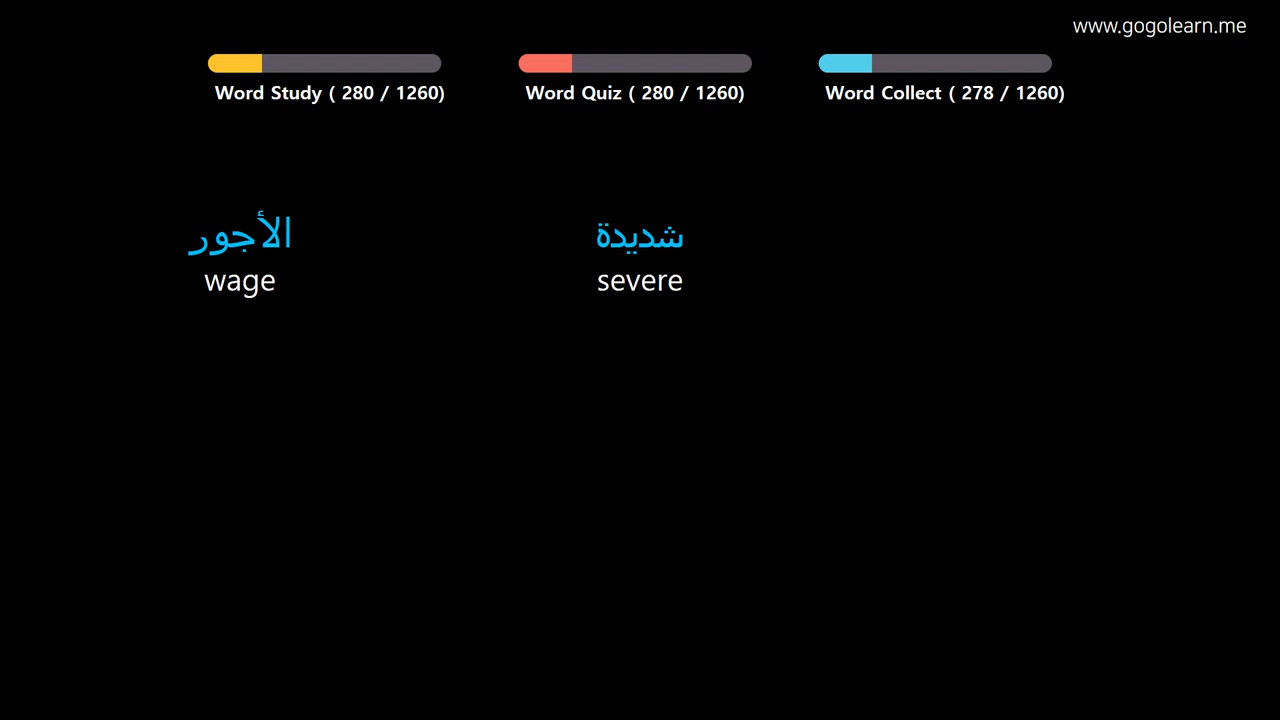 www.gogolearn.me
Word Study ( 280 / 1260)
Word Quiz ( 280 / 1260)
Word Collect ( 278 / 1260)
الأجور
wage
شديدة
severe